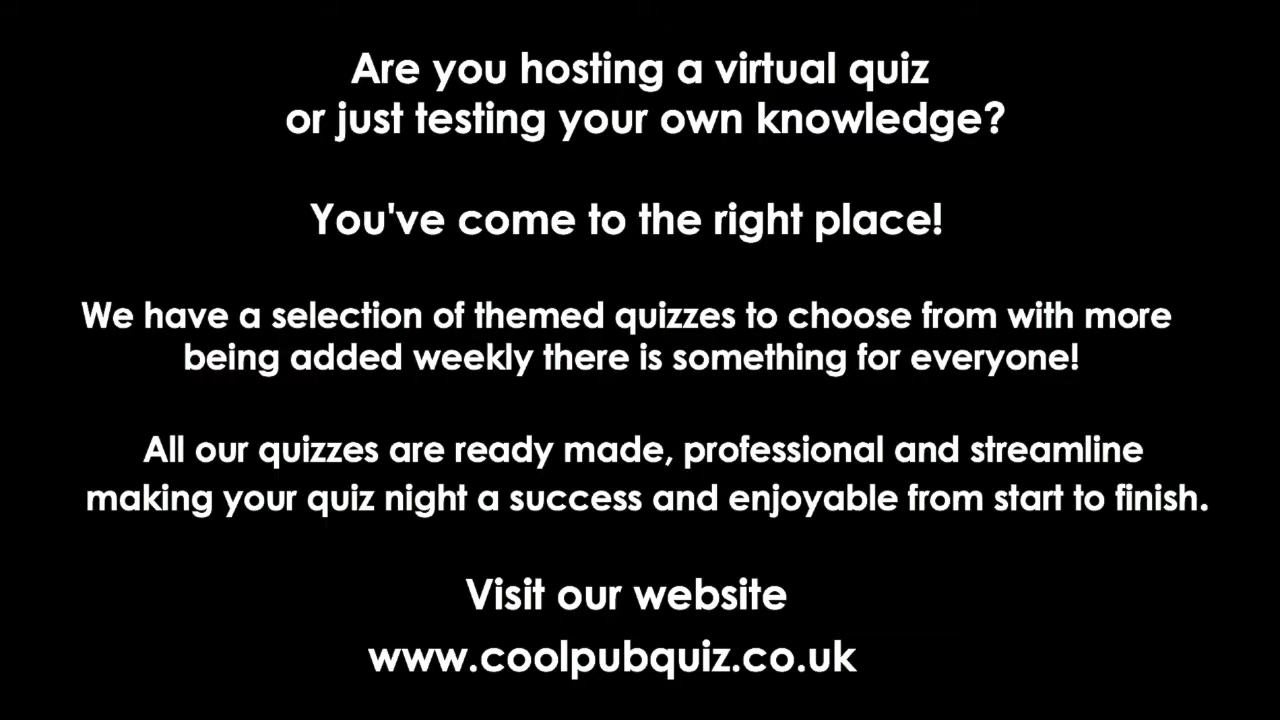 Are you hosting a virtual quiz
or just testing your own knowledge?
You've come to the right place!
We have a selection of themed quizzes to choose from with more
being added weekly there is something for everyone!
All our quizzes are ready made, professional and streamline
making your quiz night a success and enjoyable from start to finish.
Visit our website
www.coolpubquiz.co.uk